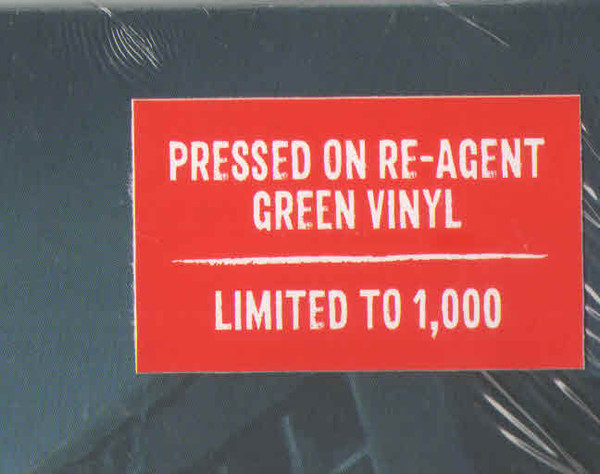 PRESSED ON RE-AGENT
GREEN VINYL
LIMITED TO 1,000